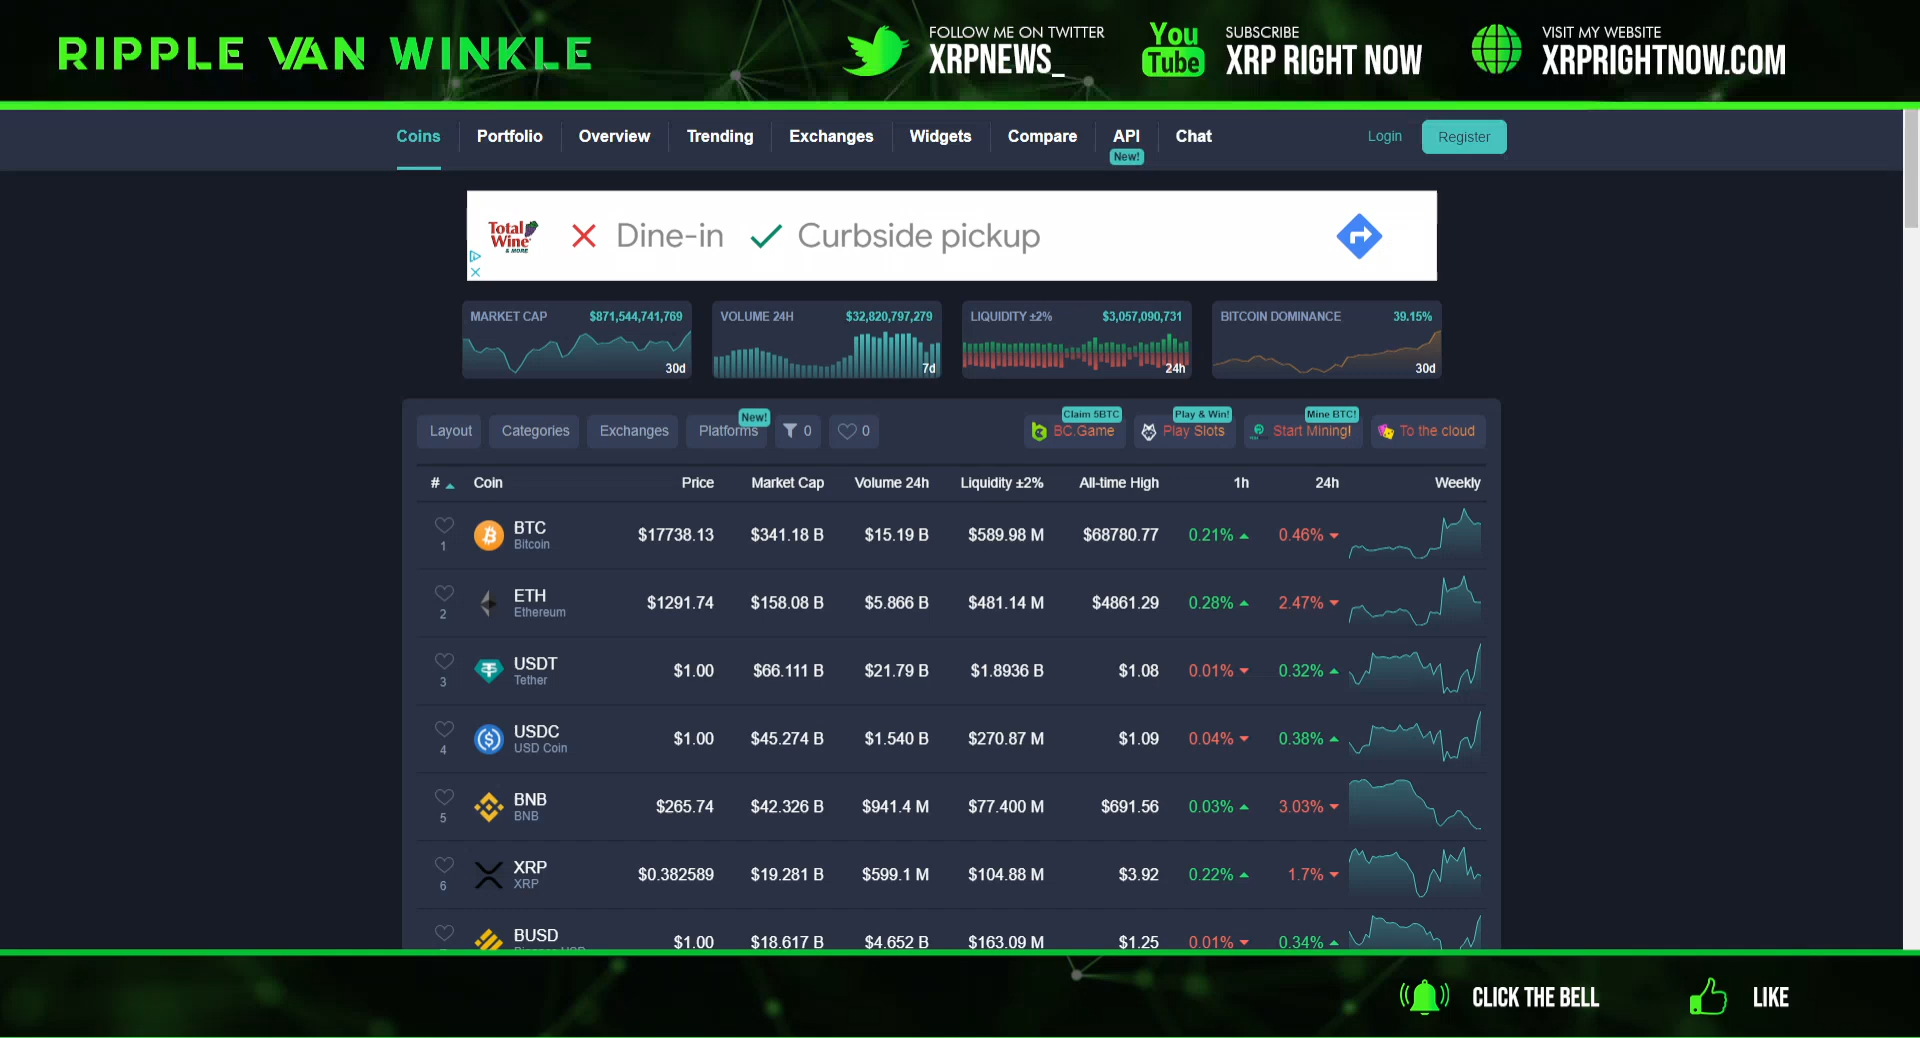 RIPPLE VAN WINKLE
FOLLOW ME ON TWITTER
XRPNEWS_
You
Tube
SUBSCRIBE
XRP RIGHT NOW
VISIT MY WEBSITE
XRPRIGHTNOW.COM
Coins Portfolio Overview Trending Exchanges Widgets Compare API Chat Login Register
New!
Total
Wine
& MORE
Dine-in Curbside pickup
MARKET CAP $871,544,741,769
30d
VOLUME 24H $32,820,797,279
7d
LIQUIDITY ±2% $3,057,090,731
24h
BITCOIN DOMINANCE 39.15%
30d
New! Claim 5BTC Play & Win! Mine BTC!
Layout Categories Exchanges Platforms 0 0 BC.Game Play Slots Start Mining! To the cloud
# Coin Price Market Cap Volume 24h Liquidity ±2% All-time High 1h 24h Weekly
1 BTC Bitcoin $17738.13 $341.18 B $15.19 B $589.98 M $68780.77 0.21% 0.46%
2 ETH Ethereum $1291.74 $158.08 B $5.866 B $481.14 M $4861.29 0.28% 2.47%
3 USDT Tether $1.00 $66.111 B $21.79 B $1.8936 B $1.08 0.01% 0.32%
4 USDC USD Coin $1.00 $45.274 B $1.540 B $270.87 M $1.09 0.04% 0.38%
5 BNB BNB $265.74 $42.326 B $941.4 M $77.400 M $691.56 0.03% 3.03%
6 XRP XRP $0.382589 $19.281 B $599.1 M $104.88 M $3.92 0.22% 1.7%
BUSD $1.00 $18.617 B $4.652 B $163.09 M $1.25 0.01% 0.34%
CLICK THE BELL LIKE